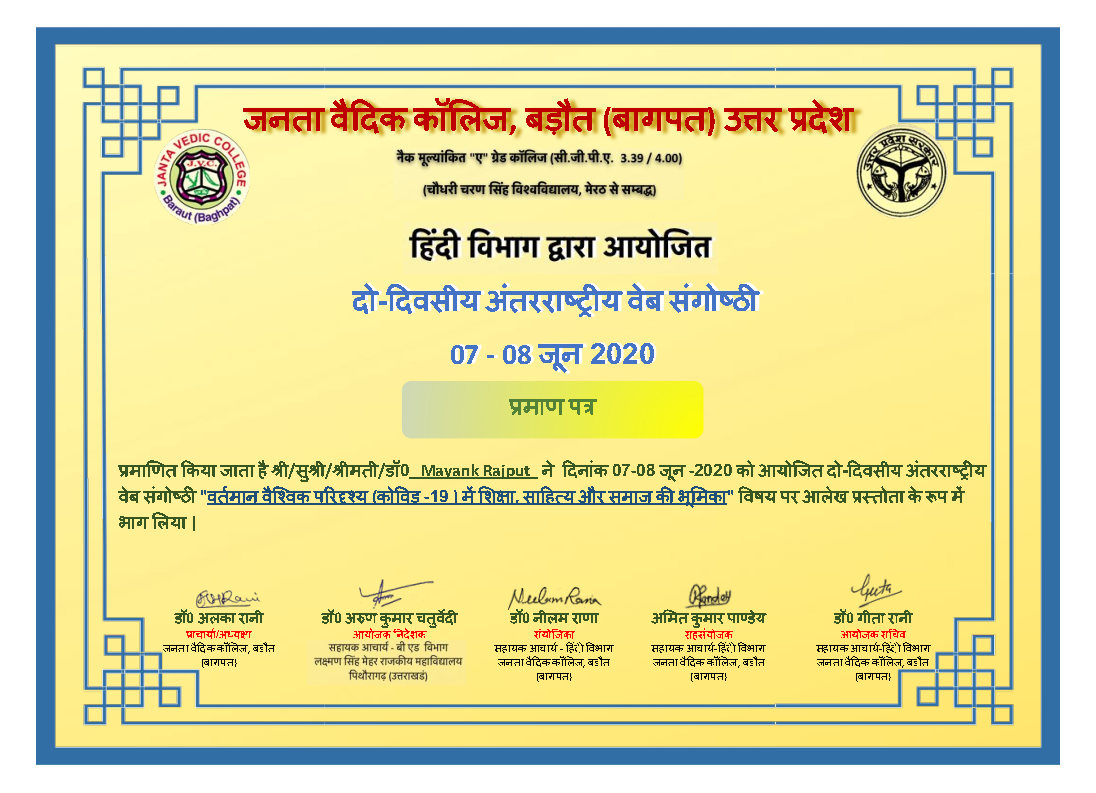 जनता वैदिक कॉलिज, बड़ौत (बागपत) उत्तर प्रदेश
JANTA VEDIC COLLEGE
J.V.C.
Baraut (Baghpat)
उत्तर प्रदेश सरकार
नैक मूल्यांकित "ए" ग्रेड कॉलिज (सी.जी.पी.ए. 3.39 / 4.00)
(चौधरी चरण सिंह विश्वविद्यालय, मेरठ से सम्बद्ध)
हिंदी विभाग द्वारा आयोजित
दो-दिवसीय अंतरराष्ट्रीय वेब संगोष्ठी
07 - 08 जून 2020
प्रमाण पत्र
प्रमाणित किया जाता है श्री/सुश्री/श्रीमती/डॉ0 Mayank Rajput ने दिनांक 07-08 जून -2020 को आयोजित दो-दिवसीय अंतरराष्ट्रीय
वेब संगोष्ठी "वर्तमान वैश्विक परिदृश्य (कोविड -19 ) में शिक्षा, साहित्य और समाज की भूमिका" विषय पर आलेख प्रस्तोता के रूप में
भाग लिया |
Neelam Rana
Pandey
Geeta
डॉ0 अलका रानी
प्राचार्या/अध्यक्षा
जनता वैदिक कॉलिज, बडौत
(बागपत)
डॉ0 अरुण कुमार चतुर्वेदी
आयोजक निदेशक
सहायक आचार्य - बी एड विभाग
लक्ष्मण सिंह मेहर राजकीय महाविद्यालय
पिथौरागढ़ (उत्तराखंड)
डॉ0 नीलम राणा
संयोजिका
सहायक आचार्य - हिंदी विभाग
जनता वैदिक कॉलिज, बडौत
(बागपत)
अमित कुमार पाण्डेय
सहसंयोजक
सहायक आचार्य-हिंदी विभाग
जनता वैदिक कॉलिज, बडौत
(बागपत)
डॉ0 गीता रानी
आयोजक सचिव
सहायक आचार्य-हिंदी विभाग
जनता वैदिक कॉलिज, बडौत
(बागपत)